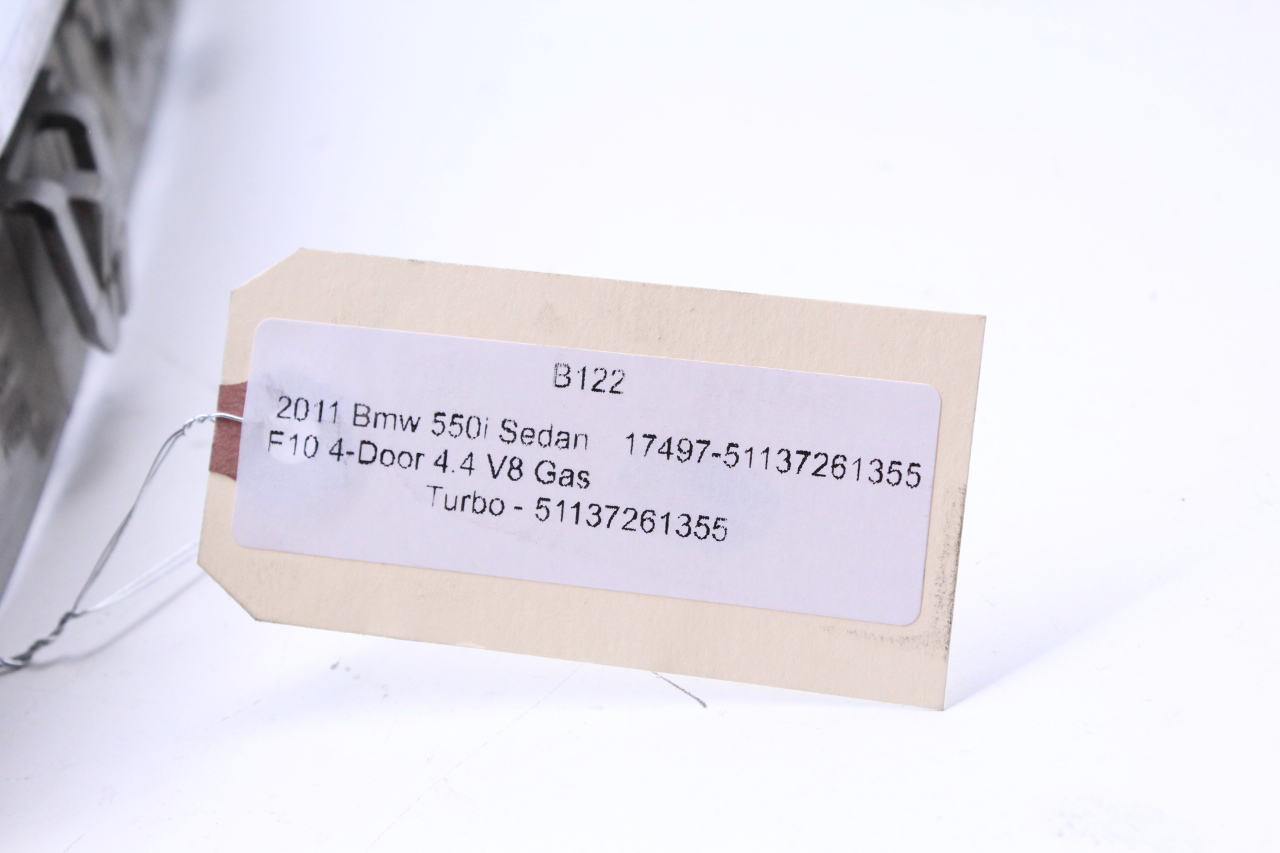 B122
2011 Bmw 550i Sedan 17497-51137261355
F10 4-Door 4.4 V8 Gas
Turbo - 51137261355